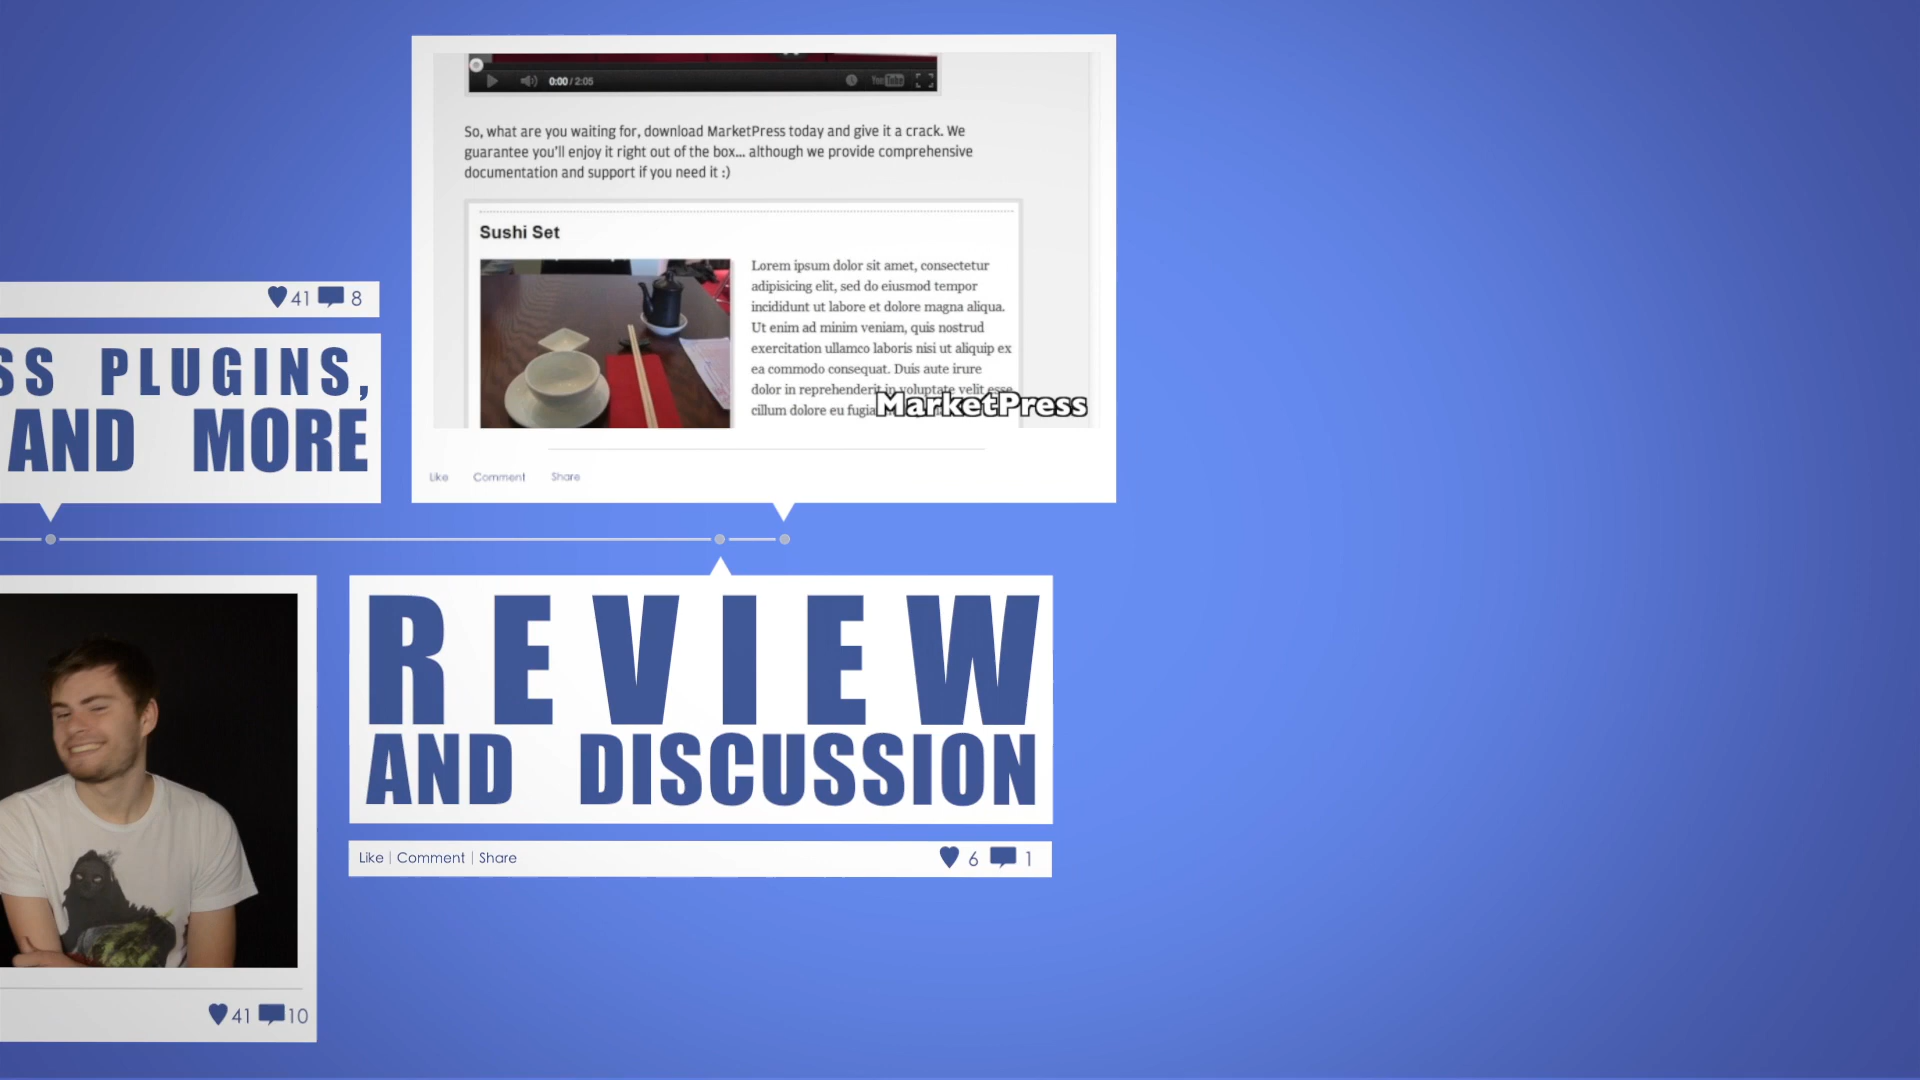 0:00 / 2:05
YouTube
So, what are you waiting for, download MarketPress today and give it a crack. We
guarantee you'll enjoy it right out of the box... although we provide comprehensive
documentation and support if you need it :)
Sushi Set
Lorem ipsum dolor sit amet, consectetur
adipisicing elit, sed do eiusmod tempor
incididunt ut labore et dolore magna aliqua.
Ut enim ad minim veniam, quis nostrud
exercitation ullamco laboris nisi ut aliquip ex
ea commodo consequat. Duis aute irure
dolor in reprehenderit in voluptate velit esse
cillum dolore eu fugia
MarketPress
Like Comment Share
41 8
SS PLUGINS,
AND MORE
REVIEW
AND DISCUSSION
Like | Comment | Share 6 1
41 10